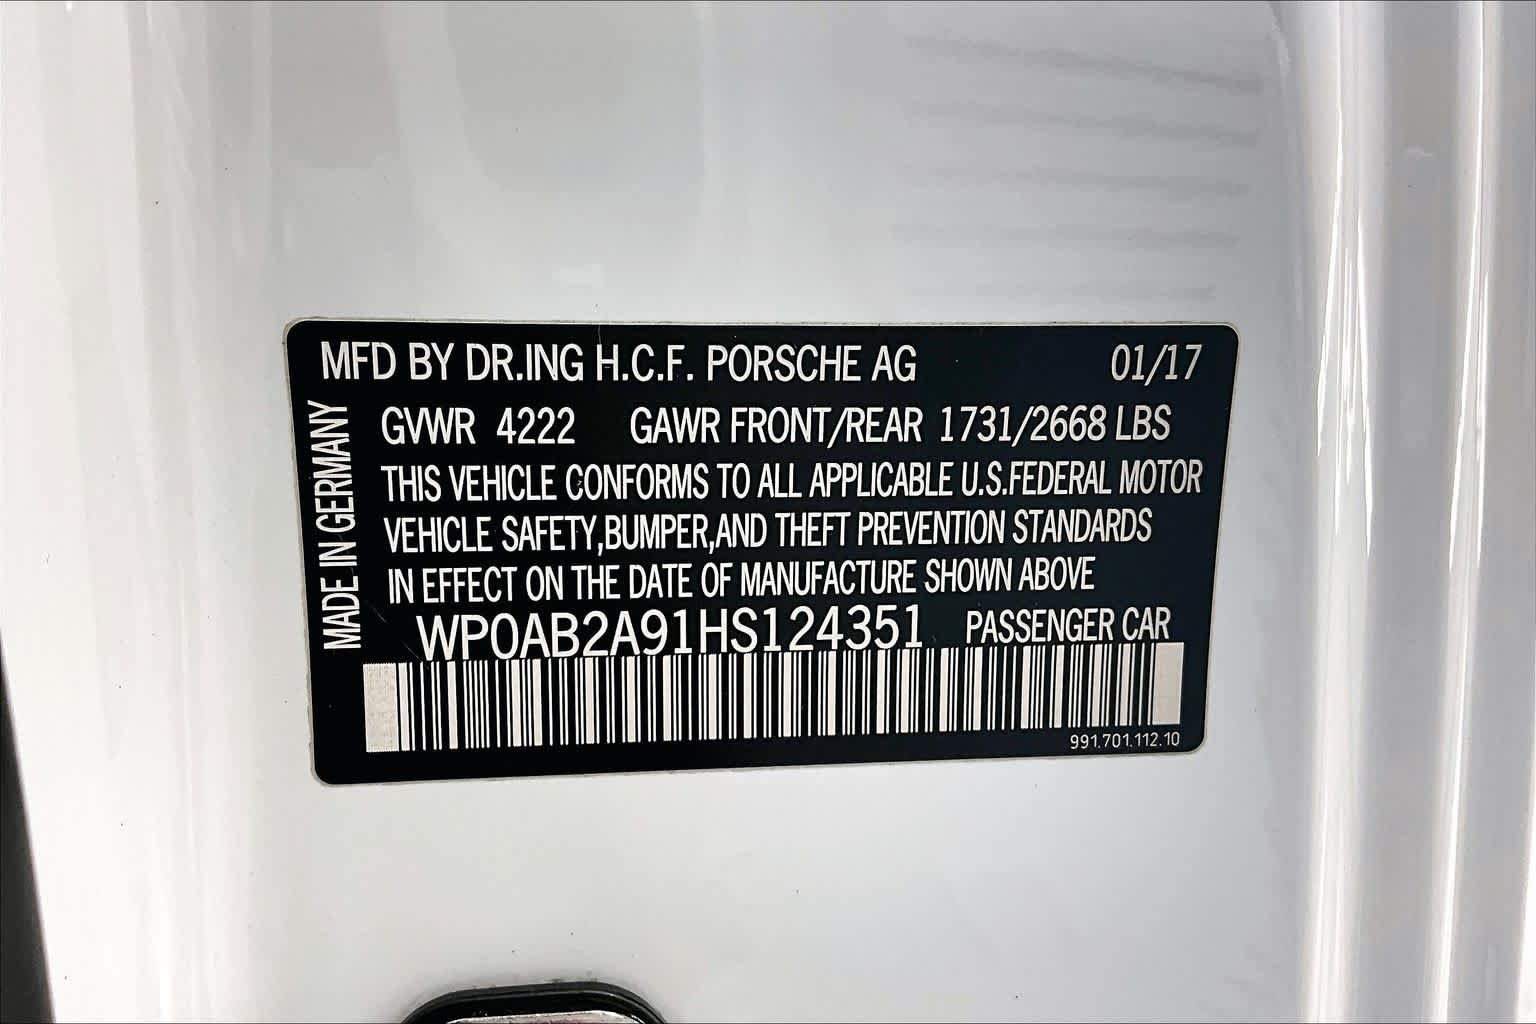 MFD BY DR.ING H.C.F. PORSCHE AG 01/17
GVWR 4222 GAWR FRONT/REAR 1731/2668 LBS
THIS VEHICLE CONFORMS TO ALL APPLICABLE U.S.FEDERAL MOTOR
VEHICLE SAFETY,BUMPER,AND THEFT PREVENTION STANDARDS
IN EFFECT ON THE DATE OF MANUFACTURE SHOWN ABOVE
WP0AB2A91HS124351 PASSENGER CAR
991.701.112.10
MADE IN GERMANY